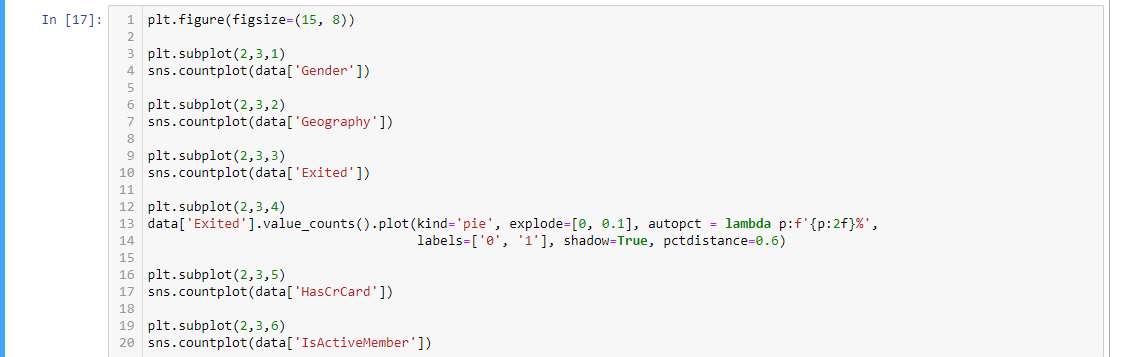 In [17]:
1 plt.figure(figsize=(15, 8))
2
3 plt.subplot(2,3,1)
4 sns.countplot(data['Gender'])
5
6 plt.subplot(2,3,2)
7 sns.countplot(data['Geography'])
8
9 plt.subplot(2,3,3)
10 sns.countplot(data['Exited'])
11
12 plt.subplot(2,3,4)
13 data['Exited'].value_counts().plot(kind='pie', explode=[0, 0.1], autopct = lambda p:f'{p:2f}%',
14 labels=['0', '1'], shadow=True, pctdistance=0.6)
15
16 plt.subplot(2,3,5)
17 sns.countplot(data['HasCrCard'])
18
19 plt.subplot(2,3,6)
20 sns.countplot(data['IsActiveMember'])